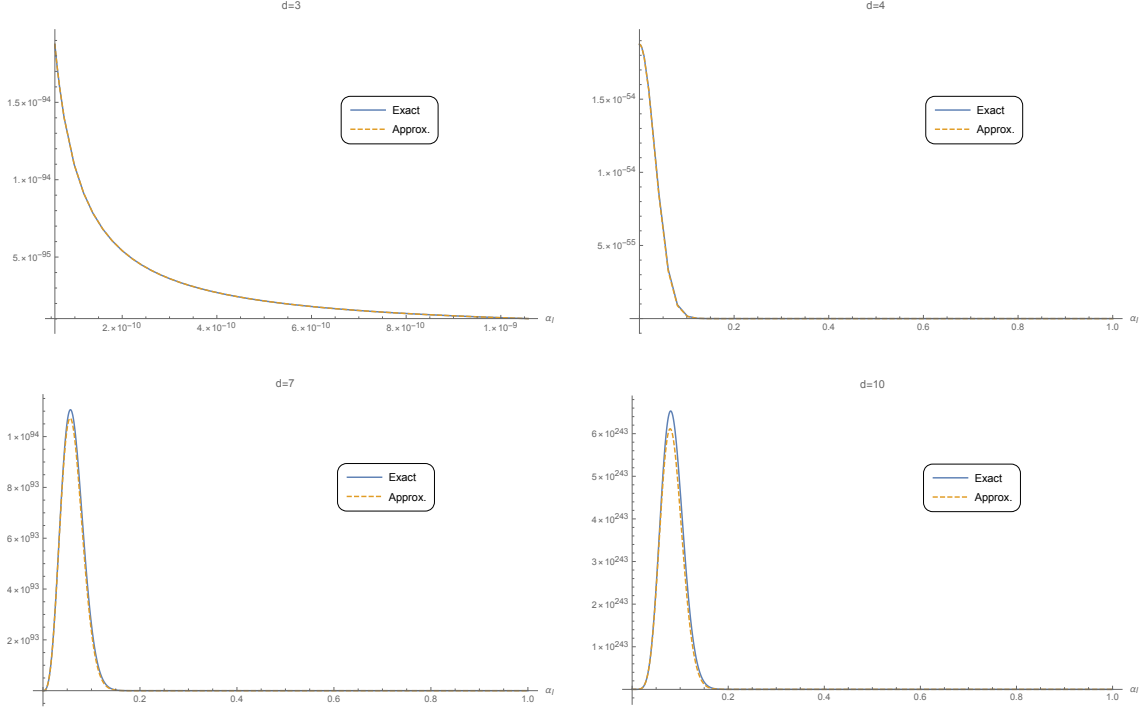 d=3
1.5×10⁻⁹⁴
1.×10⁻⁹⁴
5.×10⁻⁹⁵
2.×10⁻¹⁰ 4.×10⁻¹⁰ 6.×10⁻¹⁰ 8.×10⁻¹⁰ 1.×10⁻⁹ αₗ
Exact
Approx.
d=4
1.5×10⁻⁵⁴
1.×10⁻⁵⁴
5.×10⁻⁵⁵
0.2 0.4 0.6 0.8 1.0 αₗ
Exact
Approx.
d=7
1×10⁹⁴
8×10⁹³
6×10⁹³
4×10⁹³
2×10⁹³
0.2 0.4 0.6 0.8 1.0 αₗ
Exact
Approx.
d=10
6×10²⁴³
5×10²⁴³
4×10²⁴³
3×10²⁴³
2×10²⁴³
1×10²⁴³
0.2 0.4 0.6 0.8 1.0 αₗ
Exact
Approx.